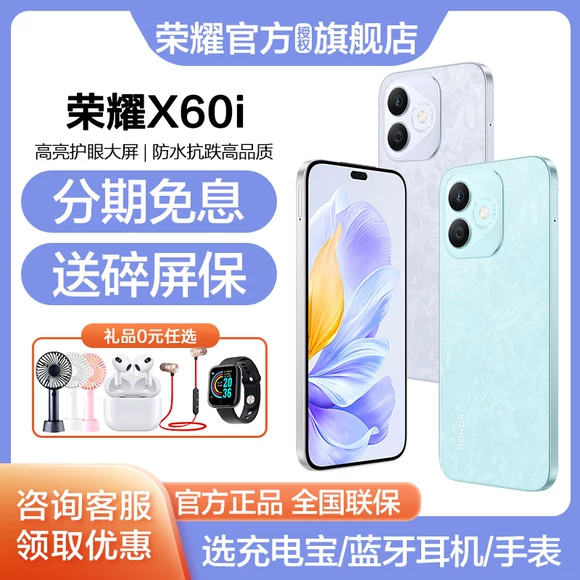 荣耀官方授权旗舰店
荣耀X60i
高亮护眼大屏 | 防水抗跌高品质
分期免息
送碎屏保
礼品0元任选
HONOR
咨询客服
领取优惠
官方正品 全国联保
选充电宝/蓝牙耳机/手表